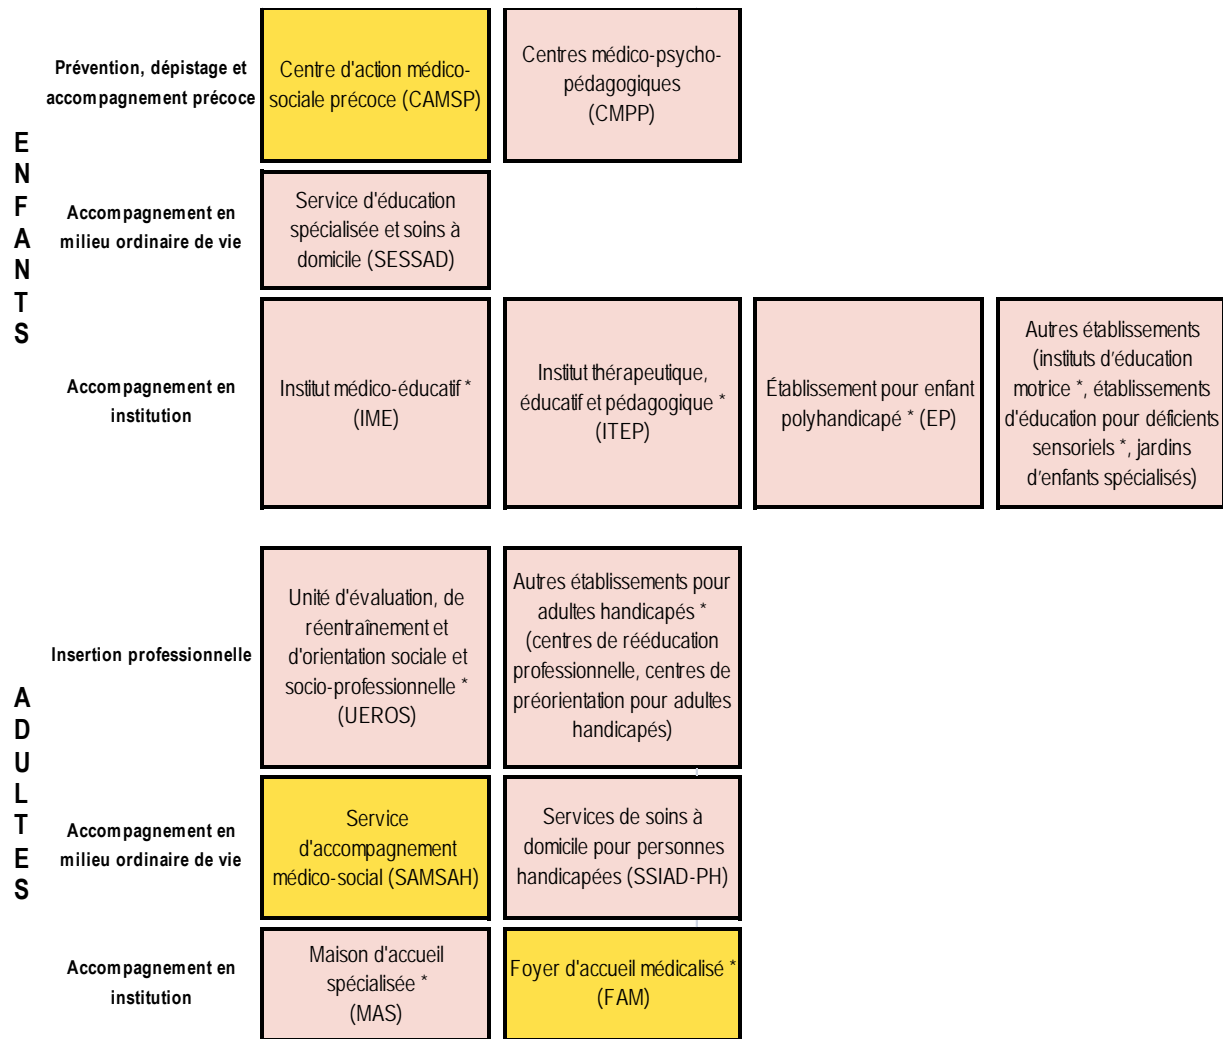 ENFANTS
Prévention, dépistage et
accompagnement précoce
Centre d'action médico-
sociale précoce (CAMSP)
Centres médico-psycho-
pédagogiques
(CMPP)
Accompagnement en
milieu ordinaire de vie
Service d'éducation
spécialisée et soins à
domicile (SESSAD)
Accompagnement en
institution
Institut médico-éducatif *
(IME)
Institut thérapeutique,
éducatif et pédagogique *
(ITEP)
Établissement pour enfant
polyhandicapé * (EP)
Autres établissements
(instituts d'éducation
motrice *, établissements
d'éducation pour déficients
sensoriels *, jardins
d'enfants spécialisés)
ADULTES
Insertion professionnelle
Unité d'évaluation, de
réentraînement et
d'orientation sociale et
socio-professionnelle *
(UEROS)
Autres établissements pour
adultes handicapés *
(centres de rééducation
professionnelle, centres de
préorientation pour adultes
handicapés)
Accompagnement en
milieu ordinaire de vie
Service
d'accompagnement
médico-social (SAMSAH)
Services de soins à
domicile pour personnes
handicapées (SSIAD-PH)
Accompagnement en
institution
Maison d'accueil
spécialisée *
(MAS)
Foyer d'accueil médicalisé *
(FAM)